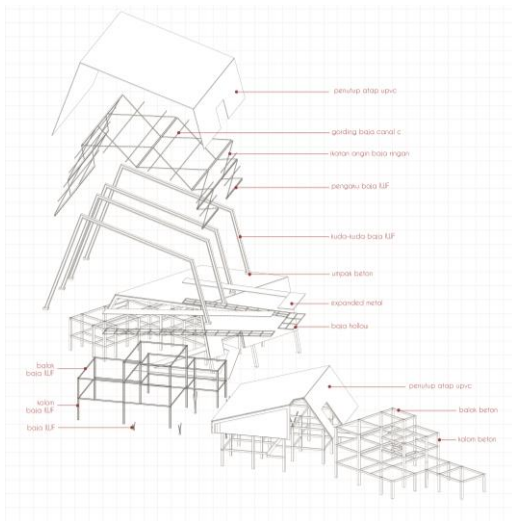 penutup atap upvc
gording baja canal c
ikatan angin baja ringan
pengaku baja IWF
kuda-kuda baja IWF
umpak beton
expanded metal
baja hollow
balok
baja IWF
kolom
baja IWF
baja IWF
penutup atap upvc
balok beton
kolom beton